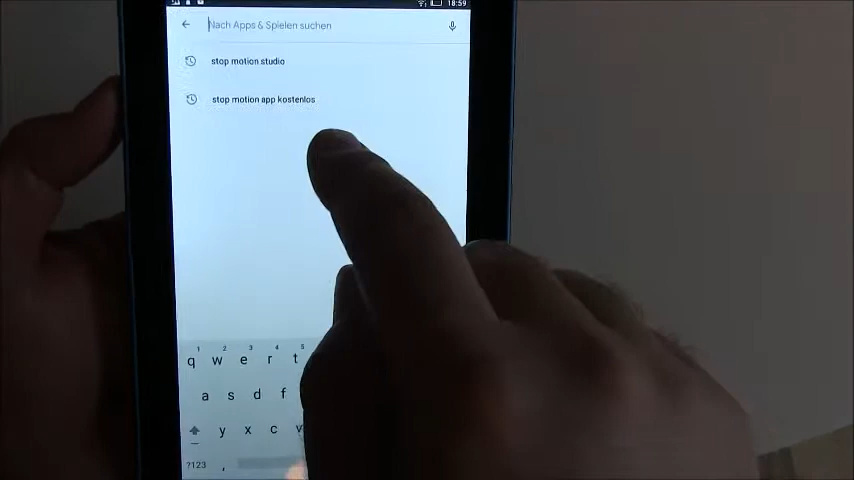 18:59
Nach Apps & Spielen suchen
stop motion studio
stop motion app kostenlos
1 2 3 4 5
q w e r t
a s d f
y x c v
?123 ,